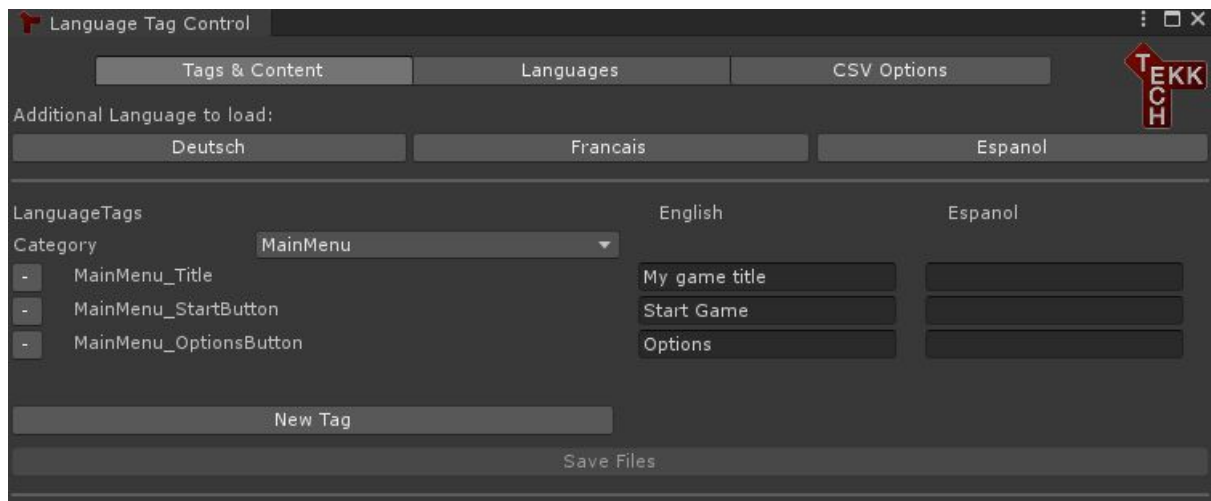 Language Tag Control
Tags & Content Languages CSV Options
TEKK
TECH
Additional Language to load:
Deutsch Francais Espanol
LanguageTags English Espanol
Category MainMenu
- MainMenu_Title My game title
- MainMenu_StartButton Start Game
- MainMenu_OptionsButton Options
New Tag
Save Files